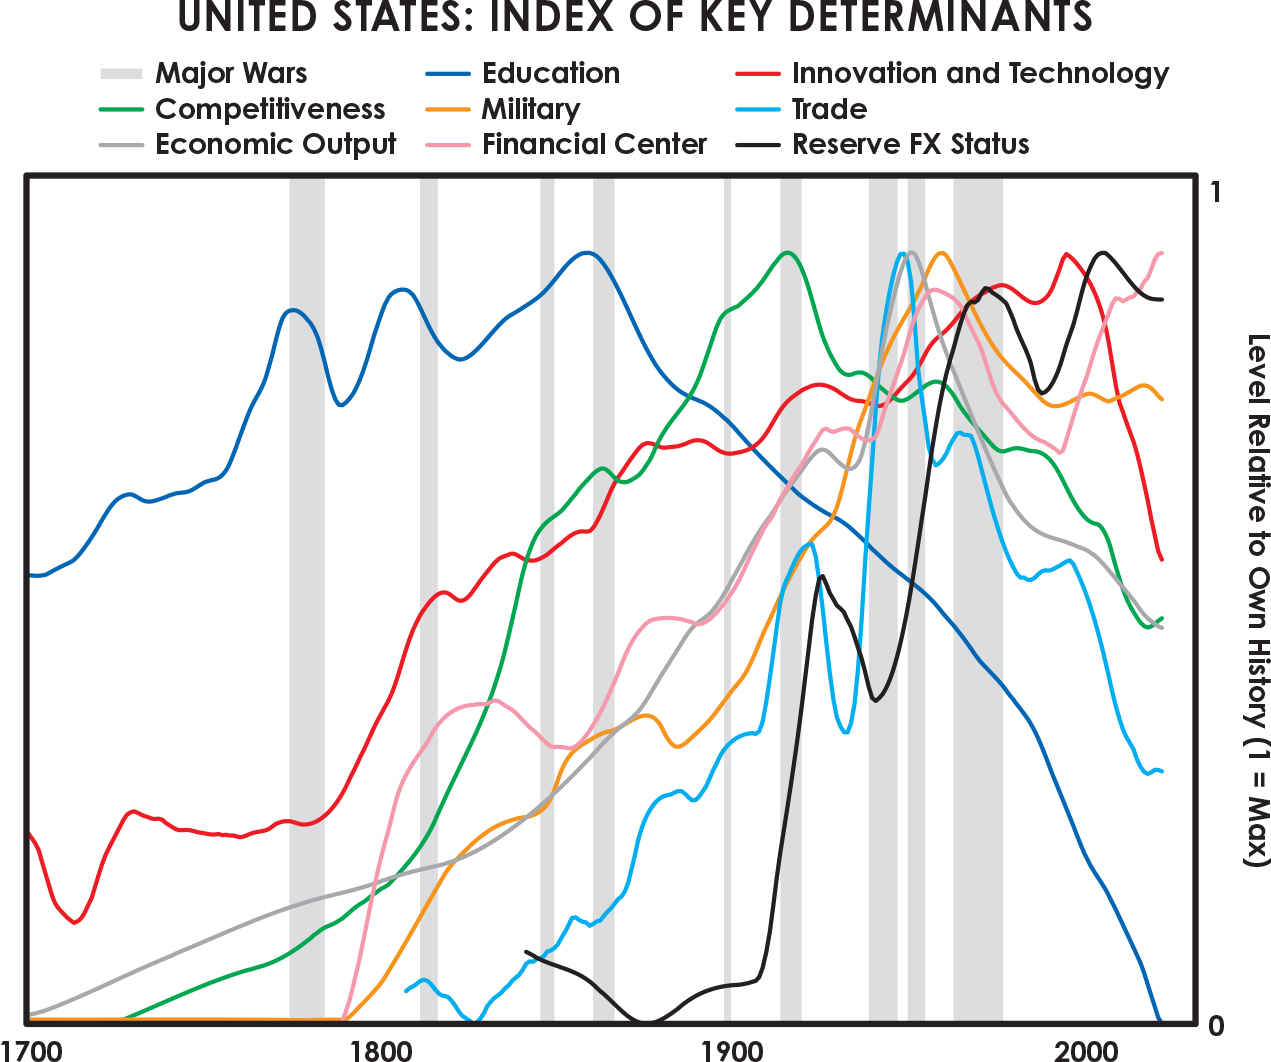 UNITED STATES: INDEX OF KEY DETERMINANTS
Major Wars
Education
Innovation and Technology
Competitiveness
Military
Trade
Economic Output
Financial Center
Reserve FX Status
1
Level Relative to Own History (1 = Max)
0
1700
1800
1900
2000